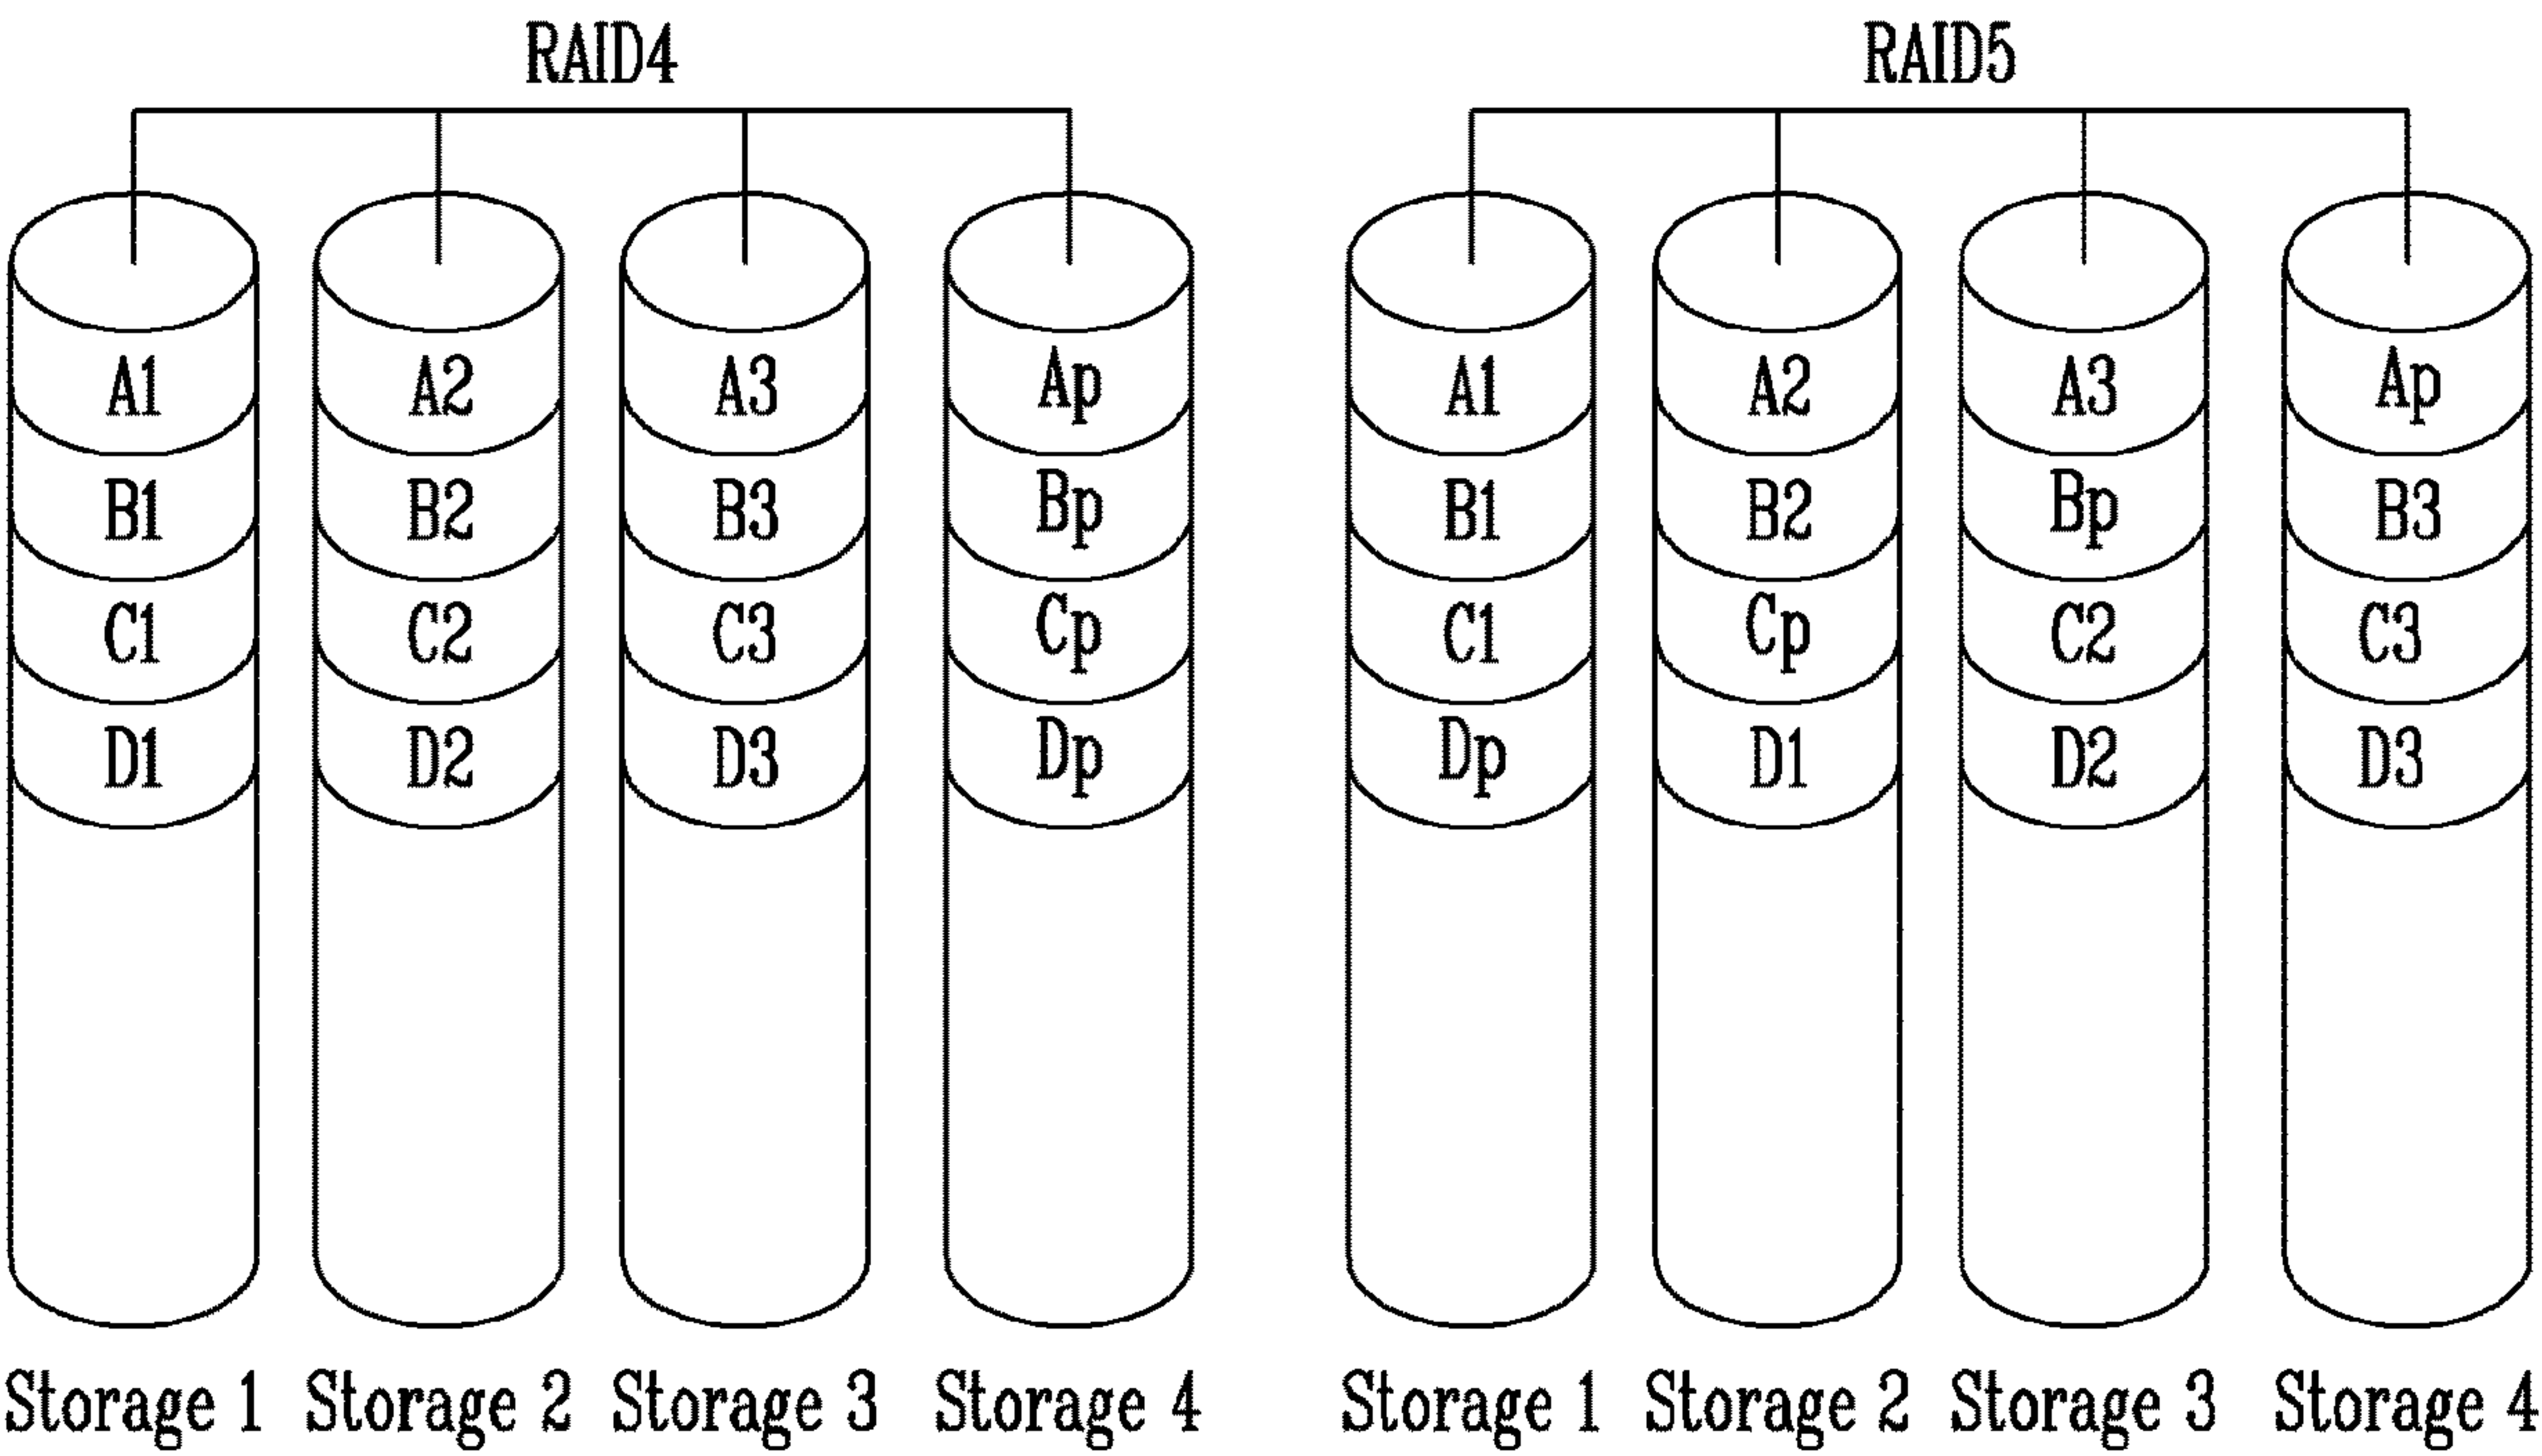 RAID4 RAID5
A1 A2 A3 Ap A1 A2 A3 Ap
B1 B2 B3 Bp B1 B2 Bp B3
C1 C2 C3 Cp C1 Cp C2 C3
D1 D2 D3 Dp Dp D1 D2 D3
Storage 1 Storage 2 Storage 3 Storage 4 Storage 1 Storage 2 Storage 3 Storage 4